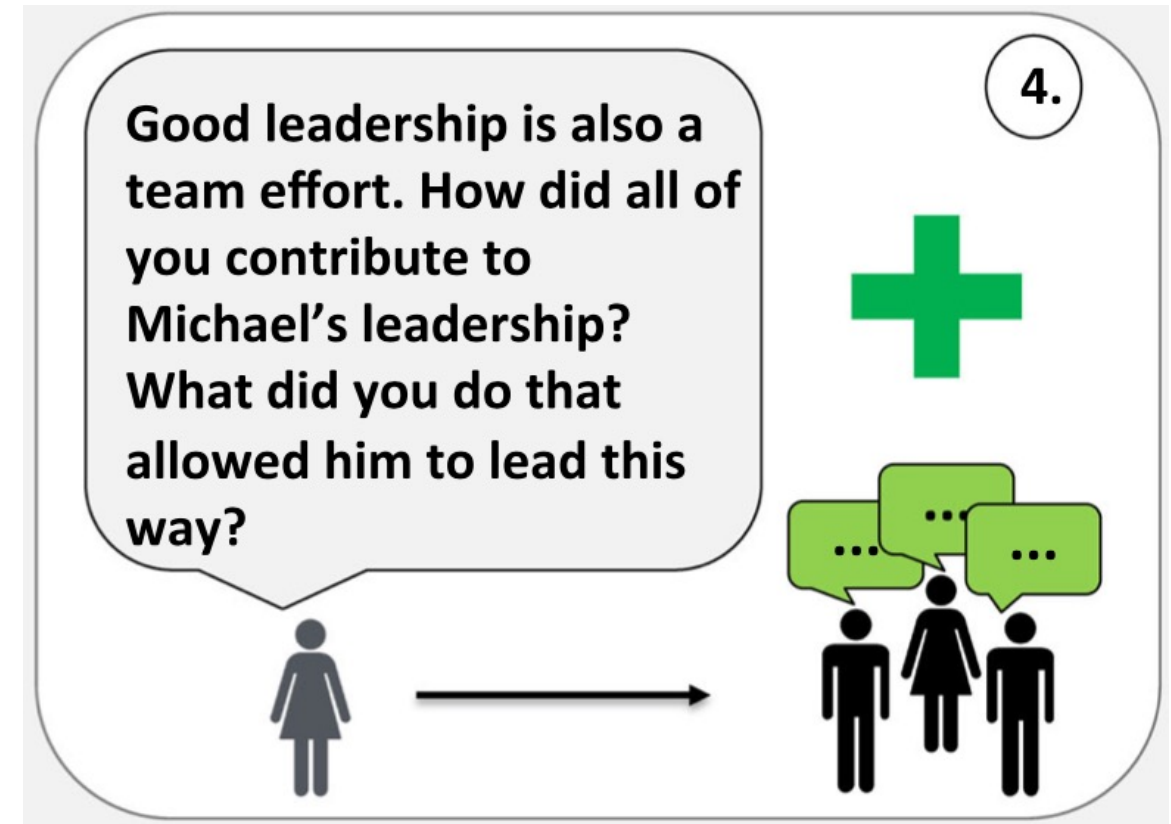 4.
Good leadership is also a
team effort. How did all of
you contribute to
Michael’s leadership?
What did you do that
allowed him to lead this
way?
...
...
...